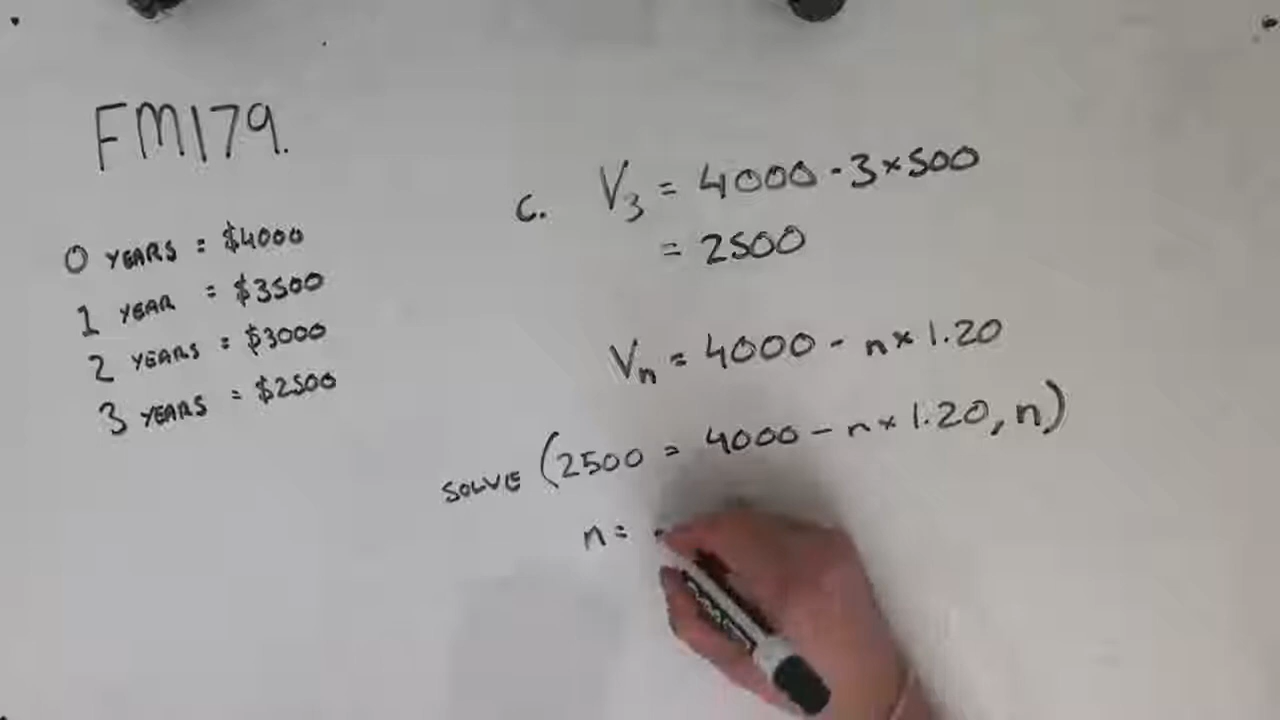 FM179.
0 YEARS = $4000
1 YEAR = $3500
2 YEARS = $3000
3 YEARS = $2500
c. V3 = 4000 - 3×500
= 2500
Vn = 4000 - n×1.20
SOLVE (2500 = 4000 - n×1.20, n)
n =